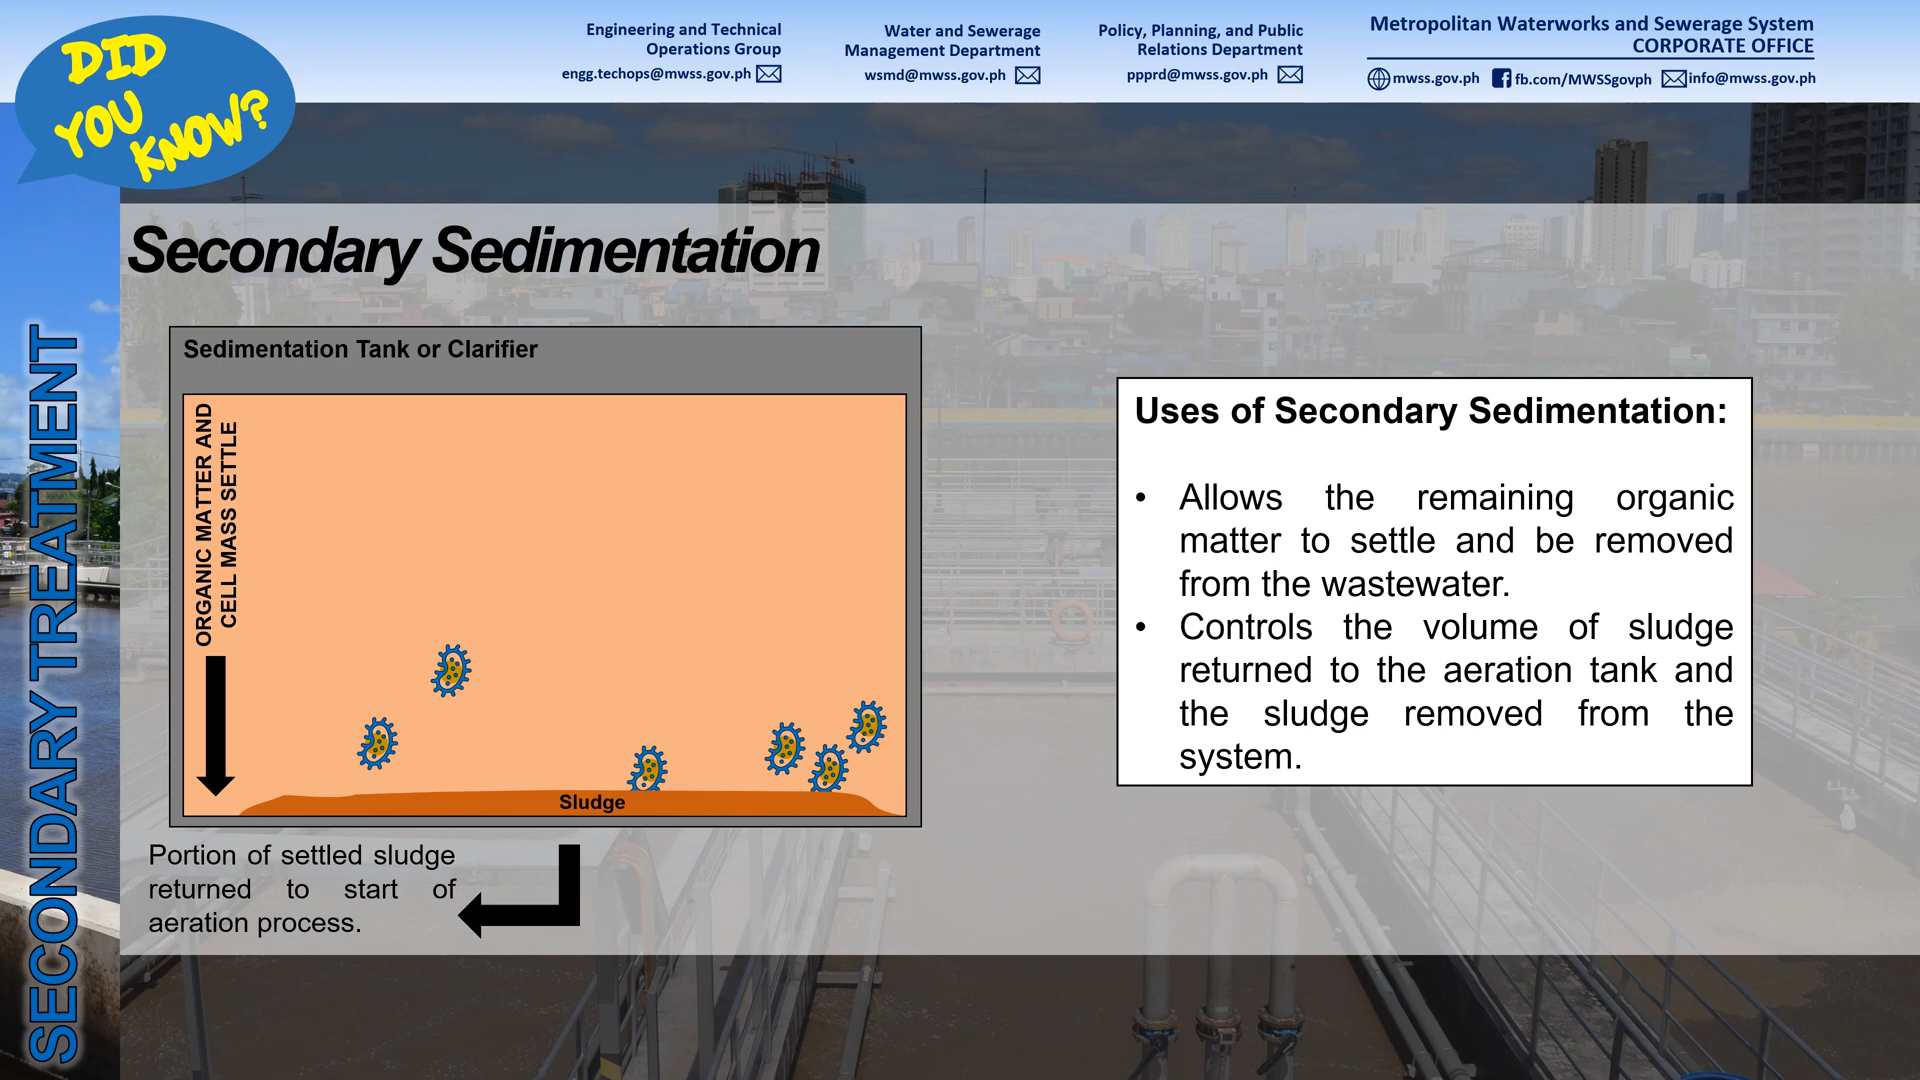 DID
YOU
KNOW?
Engineering and Technical
Operations Group
engg.techops@mwss.gov.ph
Water and Sewerage
Management Department
wsmd@mwss.gov.ph
Policy, Planning, and Public
Relations Department
ppprd@mwss.gov.ph
Metropolitan Waterworks and Sewerage System
CORPORATE OFFICE
mwss.gov.ph fb.com/MWSSgovph info@mwss.gov.ph
SECONDARY TREATMENT
Secondary Sedimentation
Sedimentation Tank or Clarifier
ORGANIC MATTER AND
CELL MASS SETTLE
Sludge
Portion of settled sludge
returned to start of
aeration process.
Uses of Secondary Sedimentation:
• Allows the remaining organic
matter to settle and be removed
from the wastewater.
• Controls the volume of sludge
returned to the aeration tank and
the sludge removed from the
system.